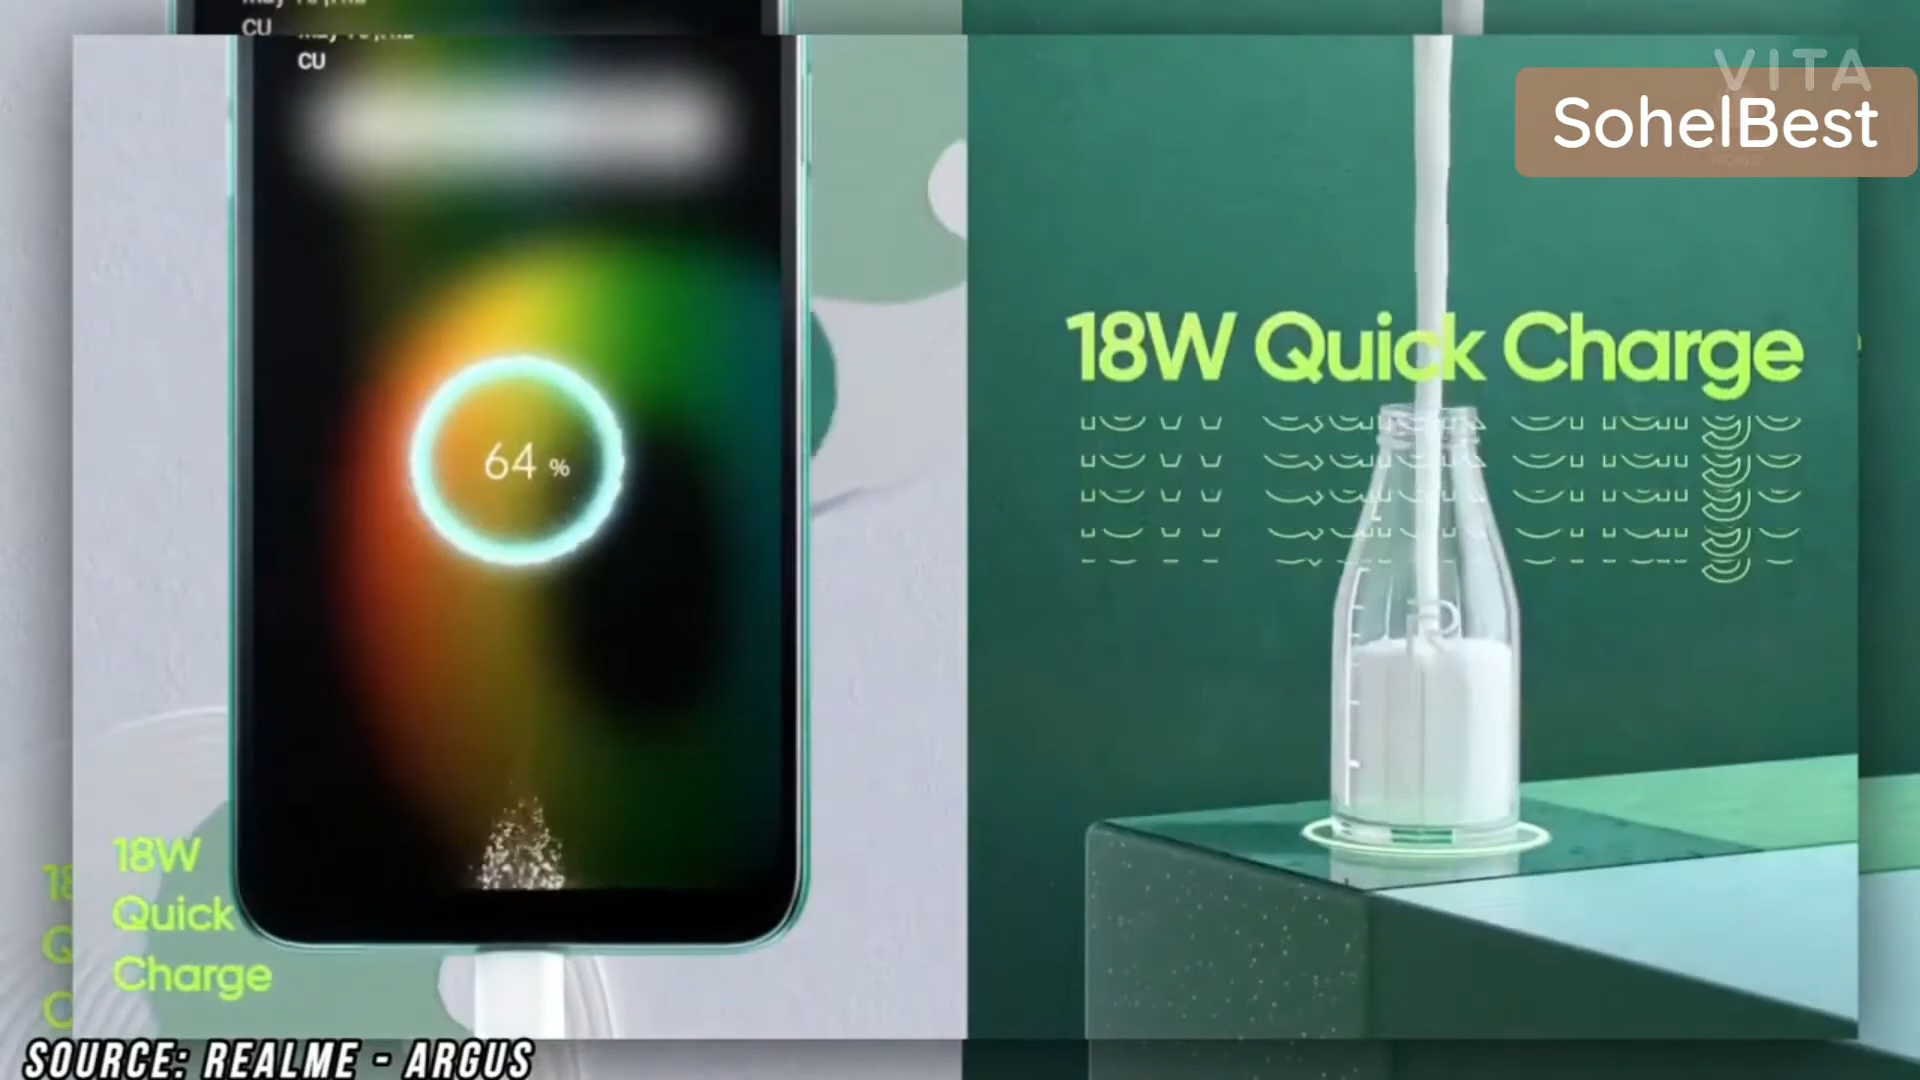 CU
CU
VITA
SohelBest
18W Quick Charge
64 %
18W
Quick
Charge
SOURCE: REALME - ARGUS